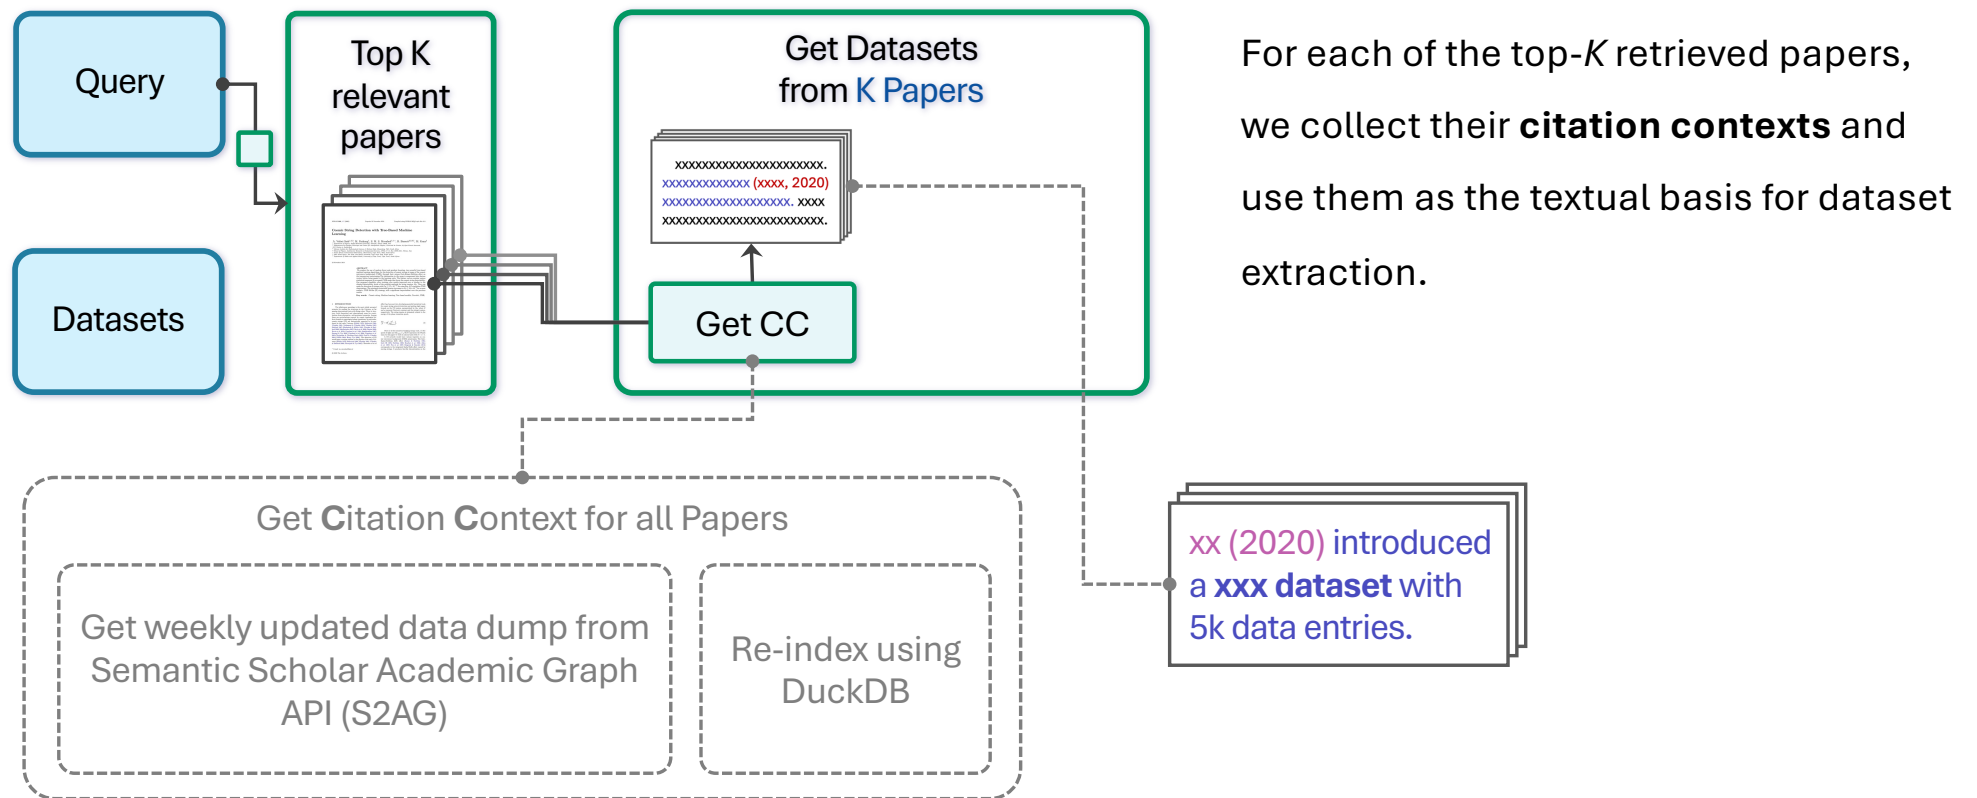 Query
Datasets
Top K
relevant
papers
Get Datasets
from K Papers
xxxxxxxxxxxxxxxxxxxxxx.
xxxxxxxxxxxxx (xxxx, 2020)
xxxxxxxxxxxxxxxxxxx. xxxx
xxxxxxxxxxxxxxxxxxxxxxxx.
Get CC
For each of the top-K retrieved papers,
we collect their citation contexts and
use them as the textual basis for dataset
extraction.
Get Citation Context for all Papers
Get weekly updated data dump from
Semantic Scholar Academic Graph
API (S2AG)
Re-index using
DuckDB
xx (2020) introduced
a xxx dataset with
5k data entries.